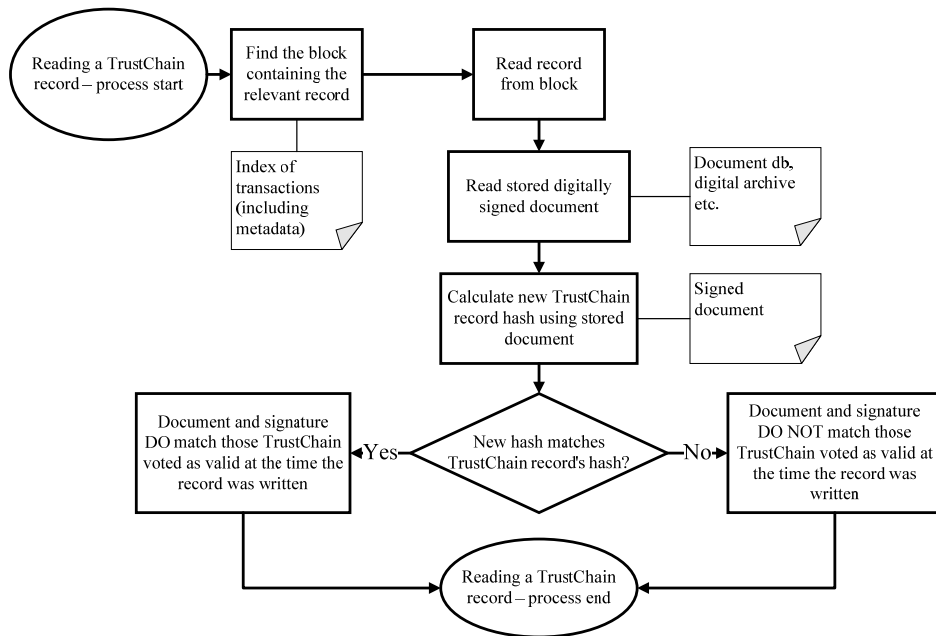 Reading a TrustChain
record – process start
Find the block
containing the
relevant record
Read record
from block
Index of
transactions
(including
metadata)
Read stored digitally
signed document
Document db,
digital archive
etc.
Calculate new TrustChain
record hash using stored
document
Signed
document
Document and signature
DO match those TrustChain
voted as valid at the time the
record was written
Yes
New hash matches
TrustChain record's hash?
No
Document and signature
DO NOT match those
TrustChain voted as valid at
the time the record was
written
Reading a TrustChain
record – process end